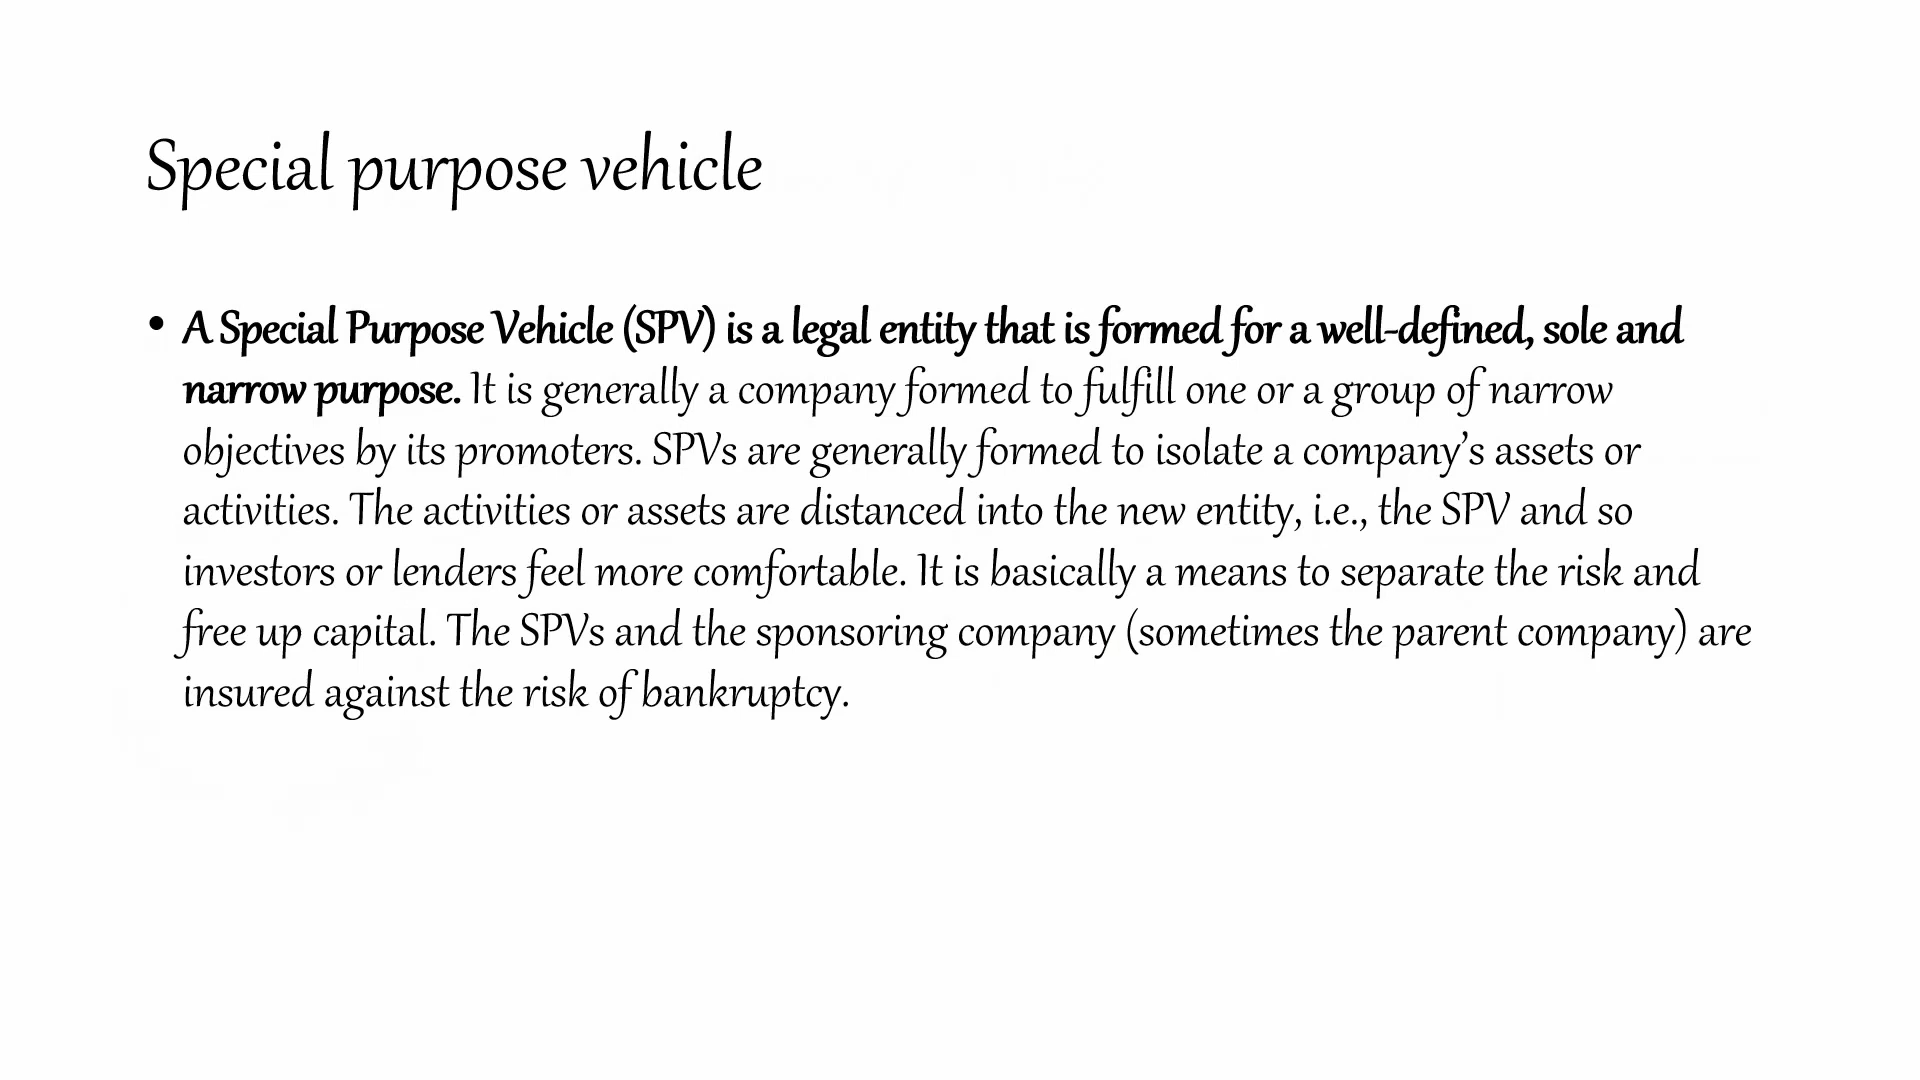 Special purpose vehicle
• A Special Purpose Vehicle (SPV) is a legal entity that is formed for a well-defined, sole and
narrow purpose. It is generally a company formed to fulfill one or a group of narrow
objectives by its promoters. SPVs are generally formed to isolate a company’s assets or
activities. The activities or assets are distanced into the new entity, i.e., the SPV and so
investors or lenders feel more comfortable. It is basically a means to separate the risk and
free up capital. The SPVs and the sponsoring company (sometimes the parent company) are
insured against the risk of bankruptcy.